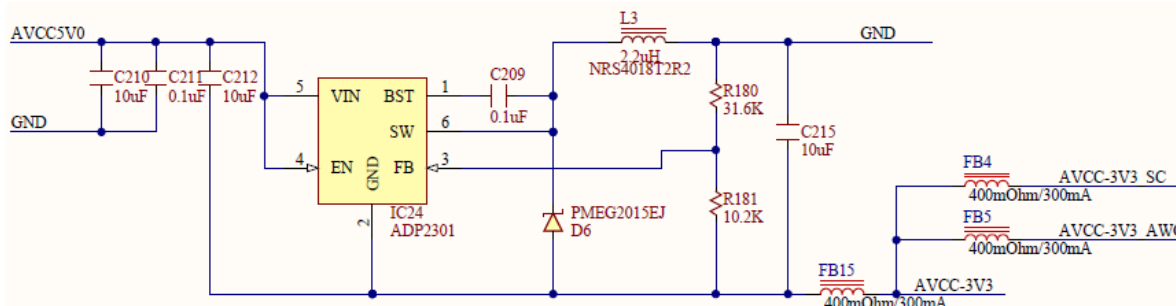 AVCC5V0
GND
C210
10uF
C211
0.1uF
C212
10uF
5
VIN
BST
1
SW
6
4
EN
GND
FB
3
2
IC24
ADP2301
C209
0.1uF
L3
2.2uH
NRS4018T2R2
GND
R180
31.6K
C215
10uF
R181
10.2K
PMEG2015EJ
D6
FB4
AVCC-3V3_SC
400mOhm/300mA
FB5
AVCC-3V3_AW
400mOhm/300mA
FB15
AVCC-3V3
400mOhm/300mA